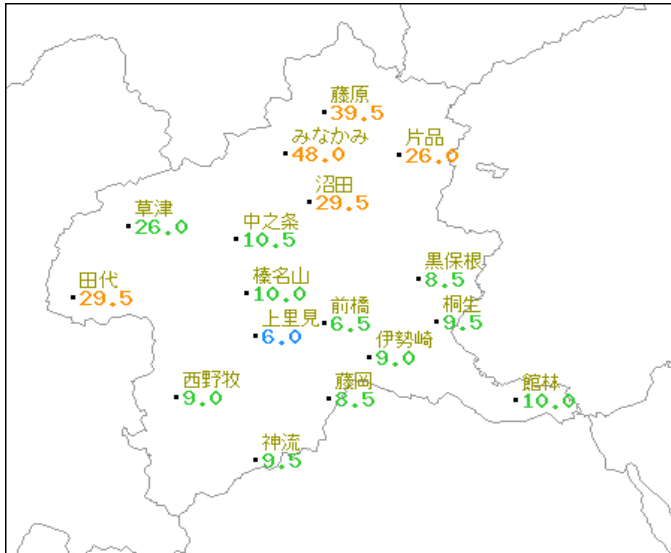 藤原
39.5
みなかみ
48.0
片品
26.0
沼田
29.5
草津
26.0
中之条
10.5
黒保根
8.5
田代
29.5
榛名山
10.0
前橋
6.5
桐生
9.5
上里見
6.0
伊勢崎
9.0
西野牧
9.0
藤岡
8.5
館林
10.0
神流
9.5